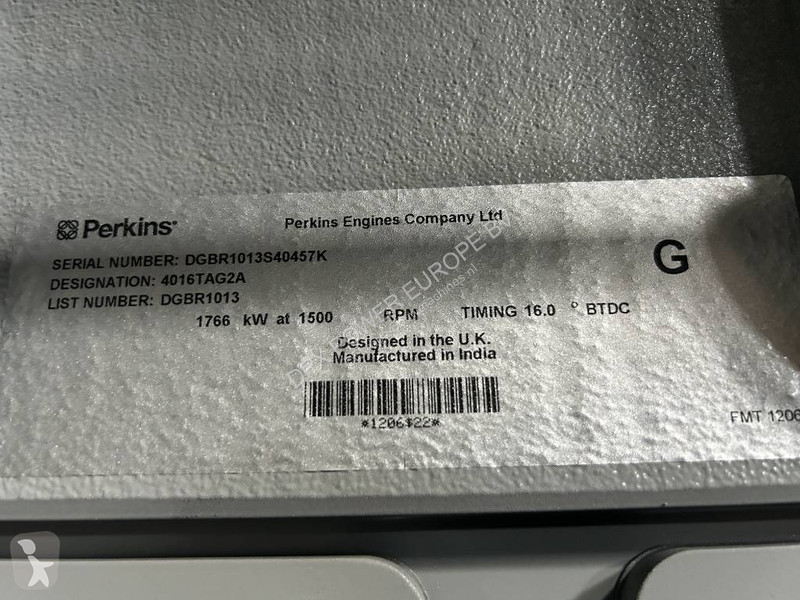 Perkins®
Perkins Engines Company Ltd
G
SERIAL NUMBER: DGBR1013S40457K
DESIGNATION: 4016TAG2A
LIST NUMBER: DGBR1013
1766 kW at 1500 RPM TIMING 16.0 ° BTDC
Designed in the U.K.
Manufactured in India
*1206$22*
FMT 1206